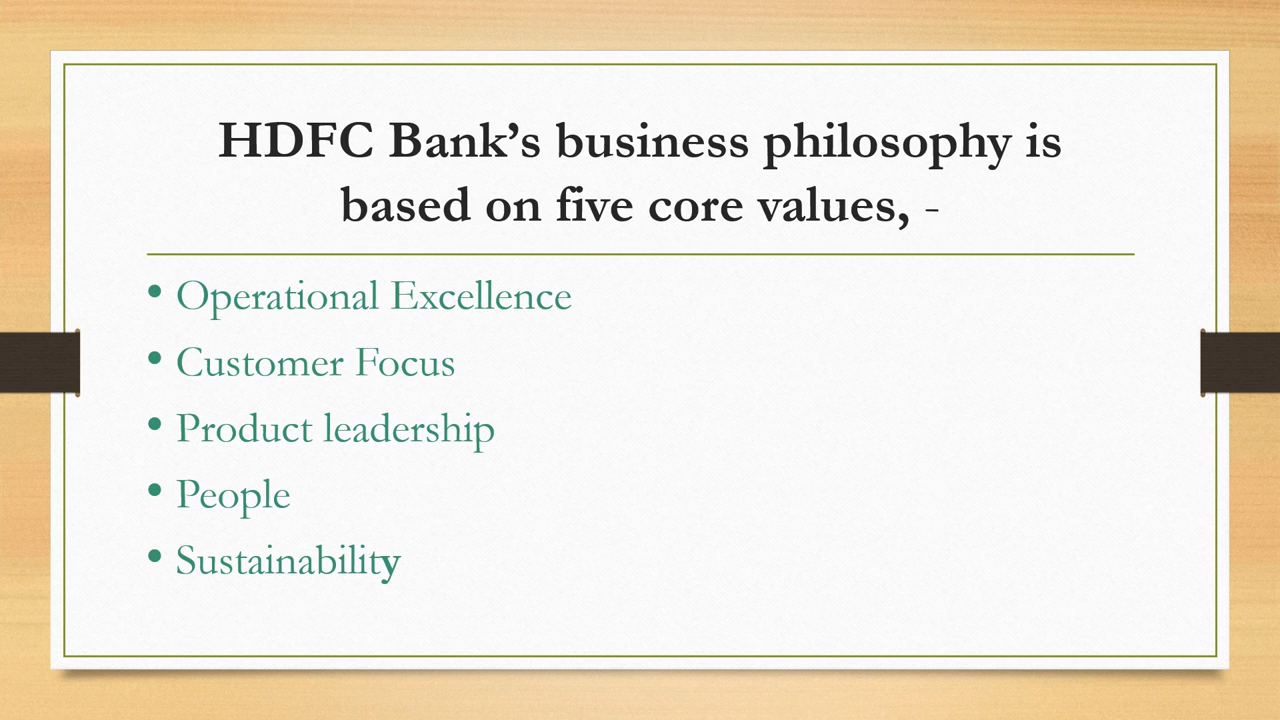 HDFC Bank’s business philosophy is
based on five core values, -
• Operational Excellence
• Customer Focus
• Product leadership
• People
• Sustainability